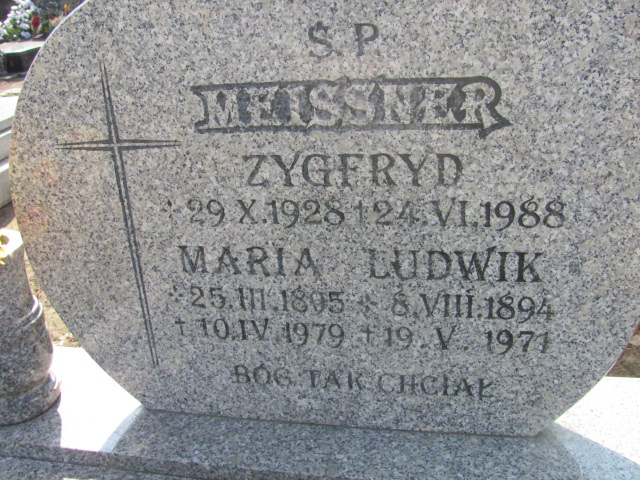 Ś.P.
MEISSNER
ZYGFRYD
* 29 X.1928 † 24.VI.1988
MARIA LUDWIK
* 25.III.1895 * 8.VIII.1894
† 10.IV.1979 † 19.V.1971
BÓG TAK CHCIAŁ